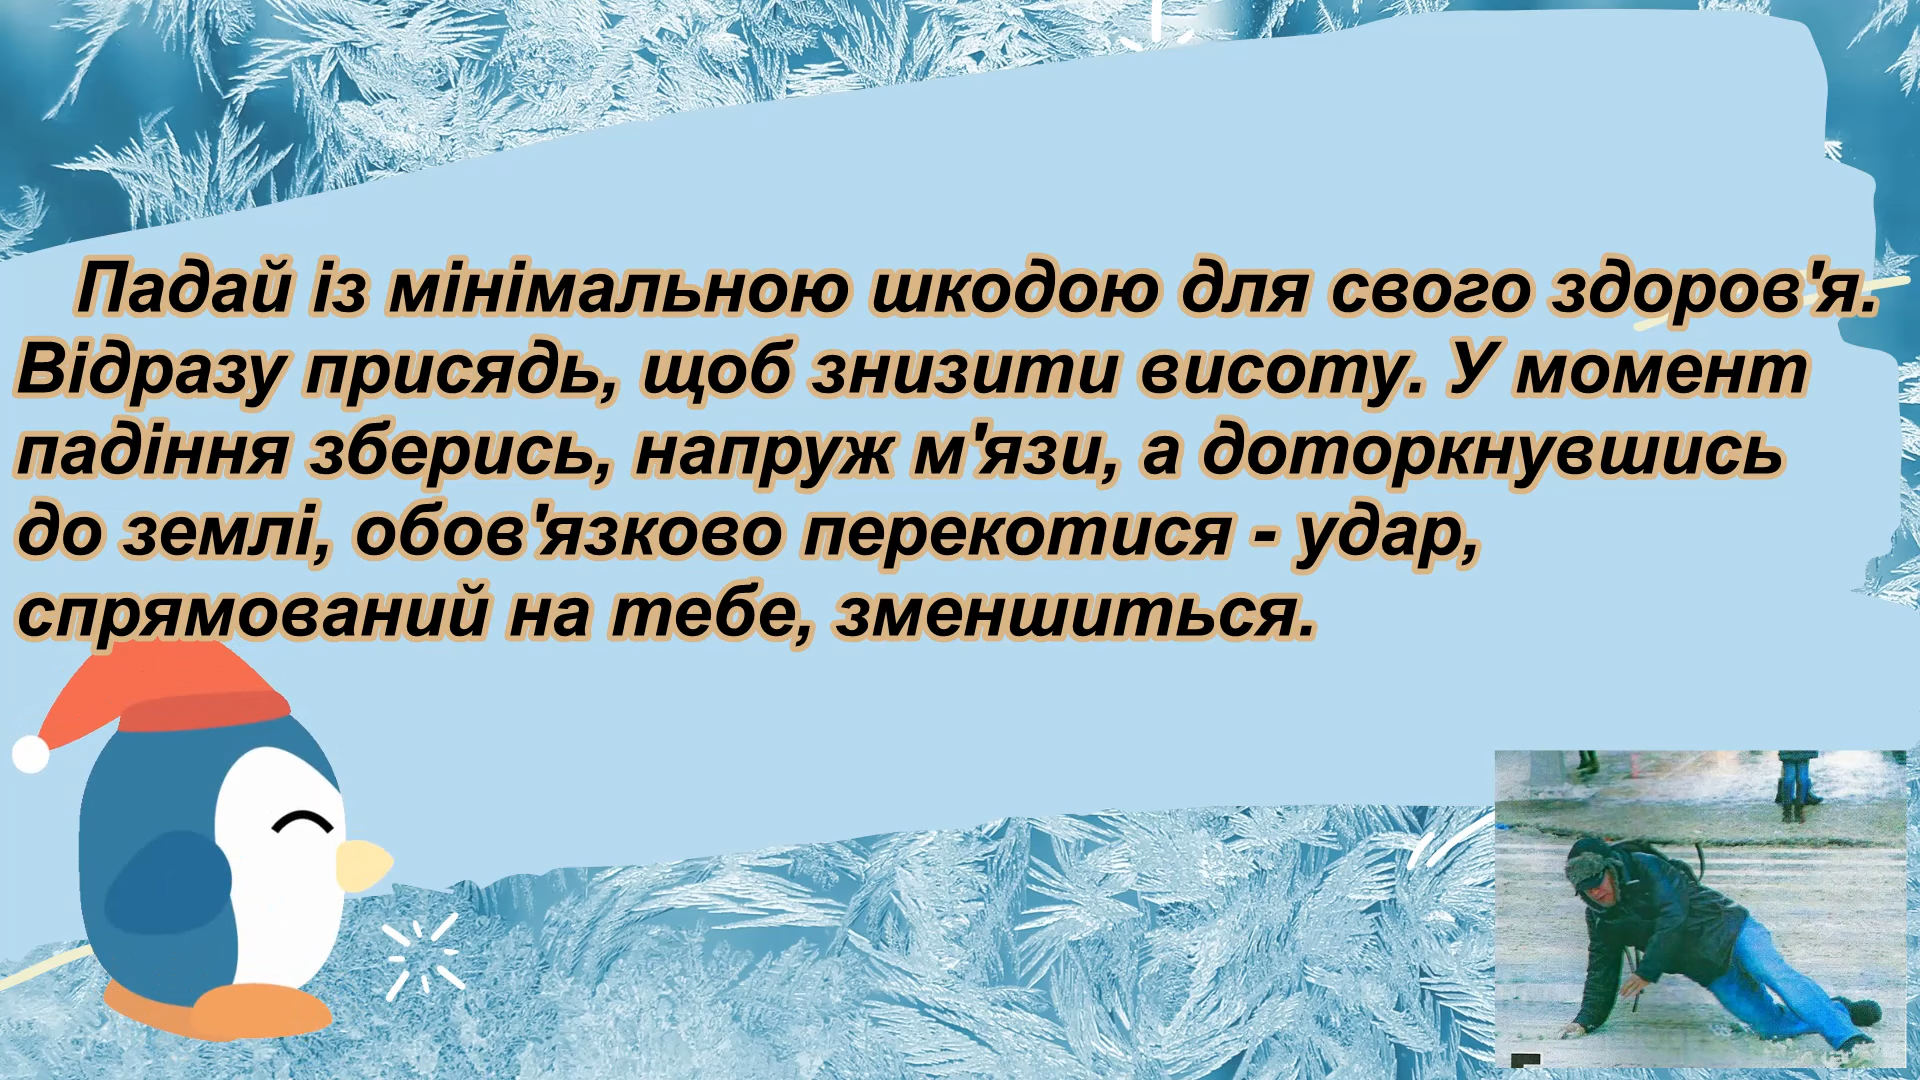 Падай із мінімальною шкодою для свого здоров'я.
Відразу присядь, щоб знизити висоту. У момент
падіння зберись, напруж м'язи, а доторкнувшись
до землі, обов'язково перекотися - удар,
спрямований на тебе, зменшиться.